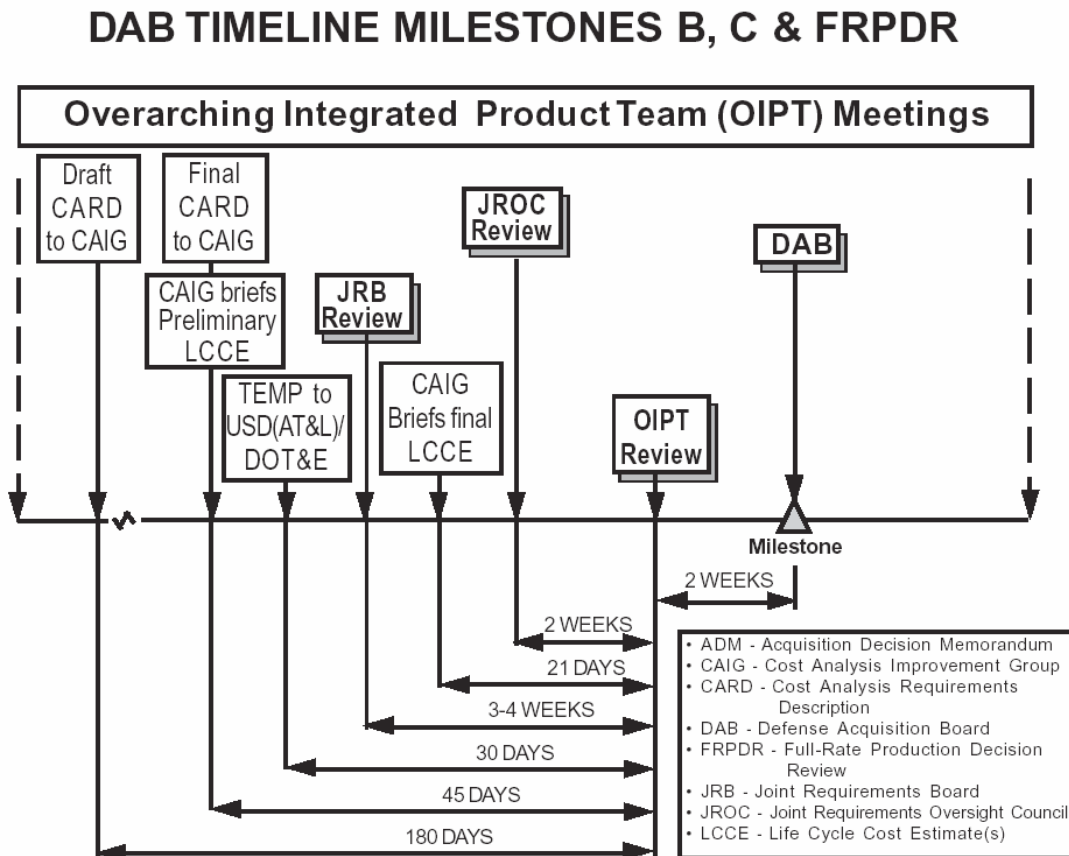 DAB TIMELINE MILESTONES B, C & FRPDR
Overarching Integrated Product Team (OIPT) Meetings
Draft
CARD
to CAIG
Final
CARD
to CAIG
CAIG briefs
Preliminary
LCCE
TEMP to
USD(AT&L)/
DOT&E
JRB
Review
CAIG
Briefs final
LCCE
JROC
Review
OIPT
Review
DAB
Milestone
2 WEEKS
2 WEEKS
21 DAYS
3-4 WEEKS
30 DAYS
45 DAYS
180 DAYS
• ADM - Acquisition Decision Memorandum
• CAIG - Cost Analysis Improvement Group
• CARD - Cost Analysis Requirements
Description
• DAB - Defense Acquisition Board
• FRPDR - Full-Rate Production Decision
Review
• JRB - Joint Requirements Board
• JROC - Joint Requirements Oversight Council
• LCCE - Life Cycle Cost Estimate(s)